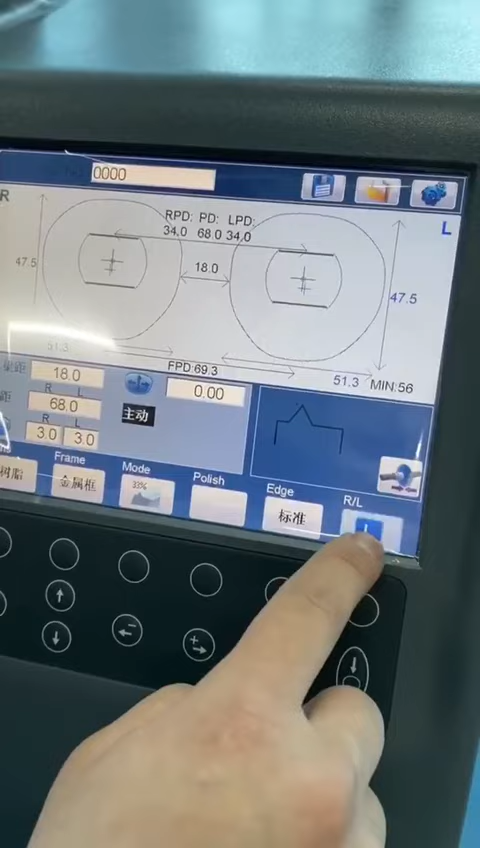 0000
R
L
RPD: PD: LPD:
34.0 68.0 34.0
47.5
18.0
47.5
51.3
FPD:69.3
51.3 MIN:56
距 18.0
0.00
R L
距 68.0
主动
R L
3.0 3.0
Frame
Mode
Polish
Edge
R/L
树脂
金属框
33%
标准
L